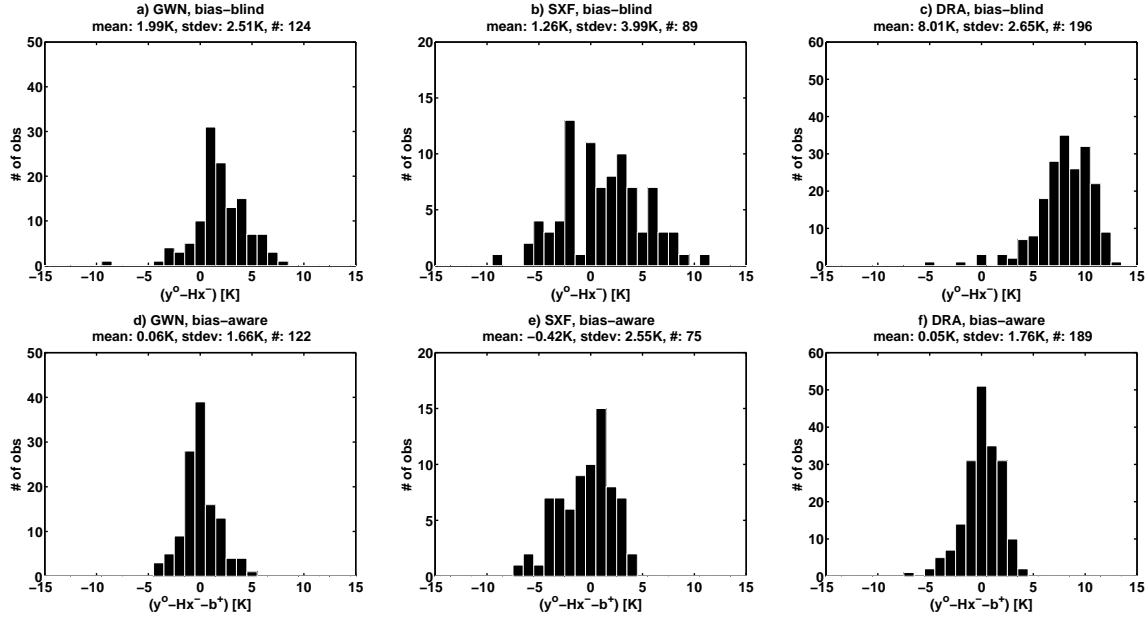 a) GWN, bias−blind
mean: 1.99K, stdev: 2.51K, #: 124
50
40
30
20
10
0
# of obs
−15 −10 −5 0 5 10 15
(y°−Hx⁻) [K]
b) SXF, bias−blind
mean: 1.26K, stdev: 3.99K, #: 89
20
15
10
5
0
# of obs
−15 −10 −5 0 5 10 15
(y°−Hx⁻) [K]
c) DRA, bias−blind
mean: 8.01K, stdev: 2.65K, #: 196
60
50
40
30
20
10
0
# of obs
−15 −10 −5 0 5 10 15
(y°−Hx⁻) [K]
d) GWN, bias−aware
mean: 0.06K, stdev: 1.66K, #: 122
50
40
30
20
10
0
# of obs
−15 −10 −5 0 5 10 15
(y°−Hx⁻−b⁺) [K]
e) SXF, bias−aware
mean: −0.42K, stdev: 2.55K, #: 75
20
15
10
5
0
# of obs
−15 −10 −5 0 5 10 15
(y°−Hx⁻−b⁺) [K]
f) DRA, bias−aware
mean: 0.05K, stdev: 1.76K, #: 189
60
50
40
30
20
10
0
# of obs
−15 −10 −5 0 5 10 15
(y°−Hx⁻−b⁺) [K]